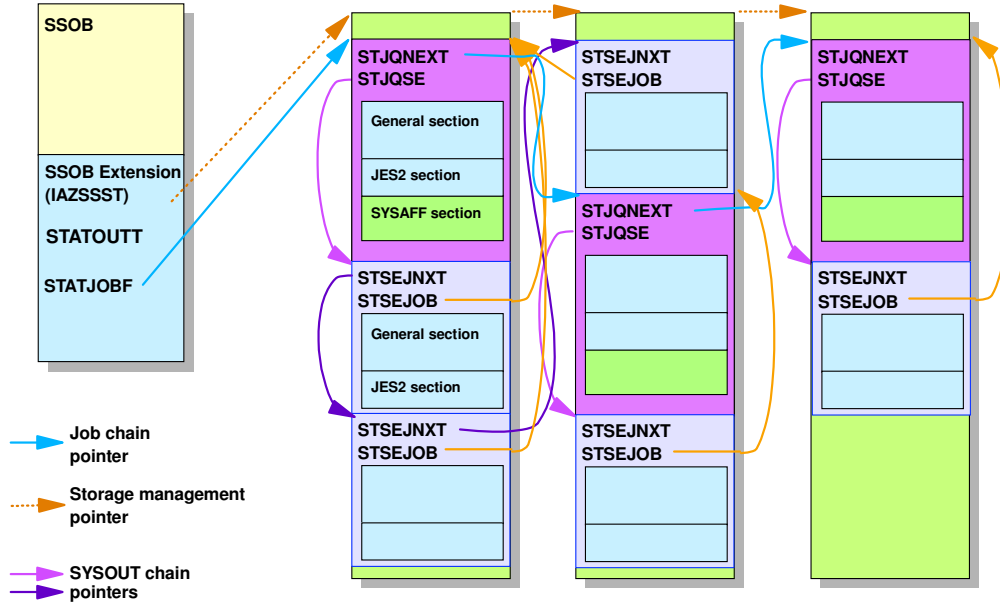 SSOB
SSOB Extension
(IAZSSST)
STATOUTT
STATJOBF
Job chain
pointer
Storage management
pointer
SYSOUT chain
pointers
STJQNEXT
STJQSE
General section
JES2 section
SYSAFF section
STSEJNXT
STSEJOB
General section
JES2 section
STSEJNXT
STSEJOB
STSEJNXT
STSEJOB
STJQNEXT
STJQSE
STSEJNXT
STSEJOB
STJQNEXT
STJQSE
STSEJNXT
STSEJOB